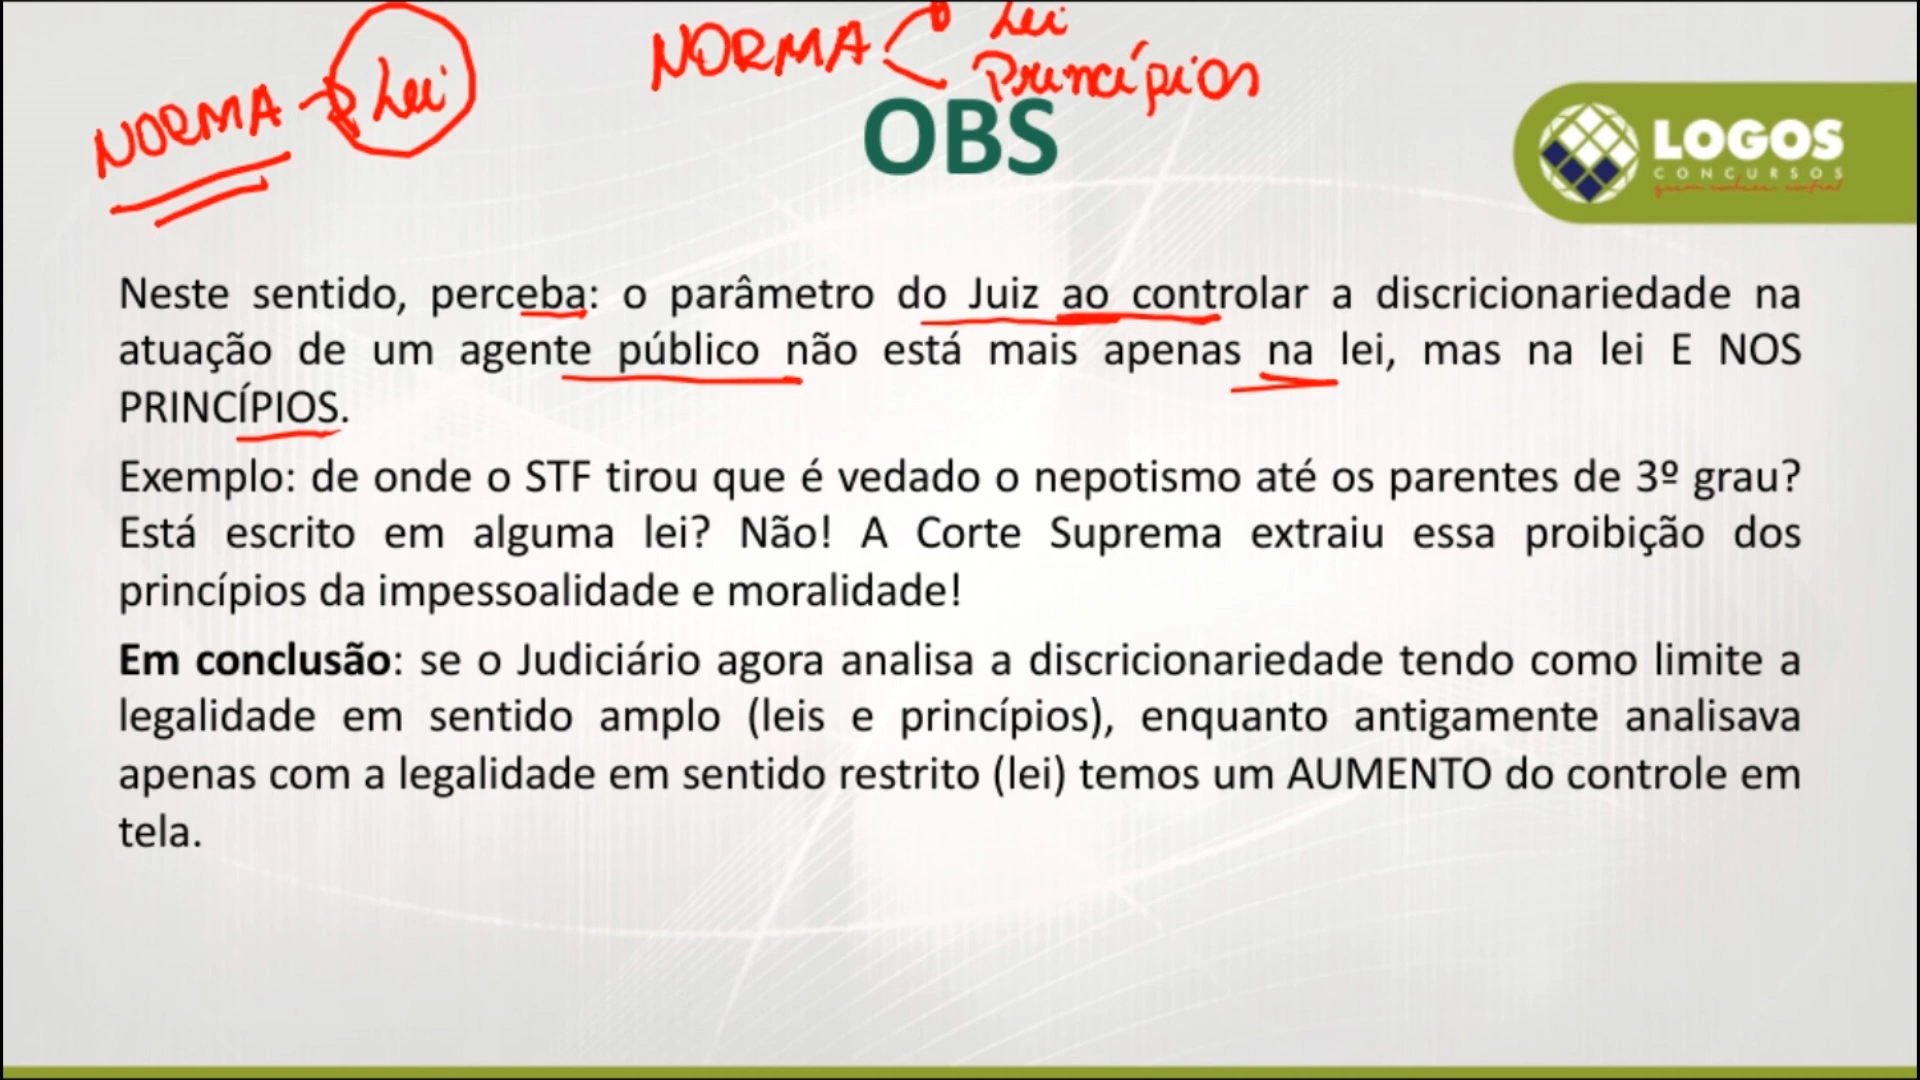 NORMA Lei
Princípios
NORMA → Lei
OBS
LOGOS
CONCURSOS
Neste sentido, perceba: o parâmetro do Juiz ao controlar a discricionariedade na
atuação de um agente público não está mais apenas na lei, mas na lei E NOS
PRINCÍPIOS.
Exemplo: de onde o STF tirou que é vedado o nepotismo até os parentes de 3º grau?
Está escrito em alguma lei? Não! A Corte Suprema extraiu essa proibição dos
princípios da impessoalidade e moralidade!
Em conclusão: se o Judiciário agora analisa a discricionariedade tendo como limite a
legalidade em sentido amplo (leis e princípios), enquanto antigamente analisava
apenas com a legalidade em sentido restrito (lei) temos um AUMENTO do controle em
tela.